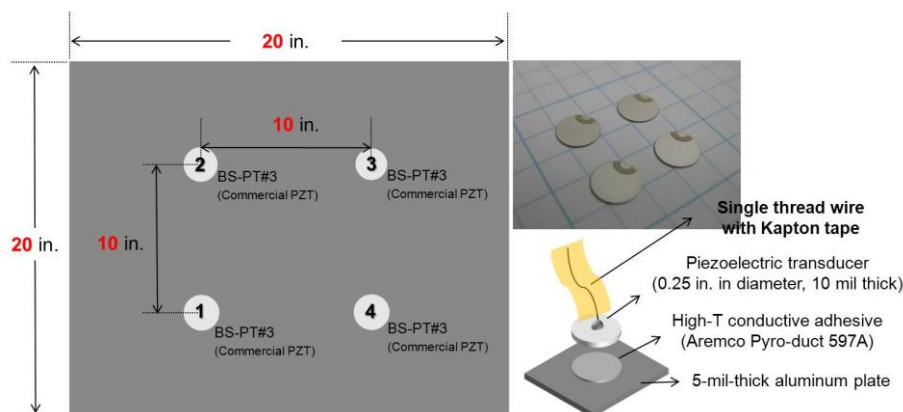 20 in.
10 in.
2
3
BS-PT#3
(Commercial PZT)
BS-PT#3
(Commercial PZT)
20 in.
10 in.
1
4
BS-PT#3
(Commercial PZT)
BS-PT#3
(Commercial PZT)
Single thread wire
with Kapton tape
Piezoelectric transducer
(0.25 in. in diameter, 10 mil thick)
High-T conductive adhesive
(Aremco Pyro-duct 597A)
5-mil-thick aluminum plate